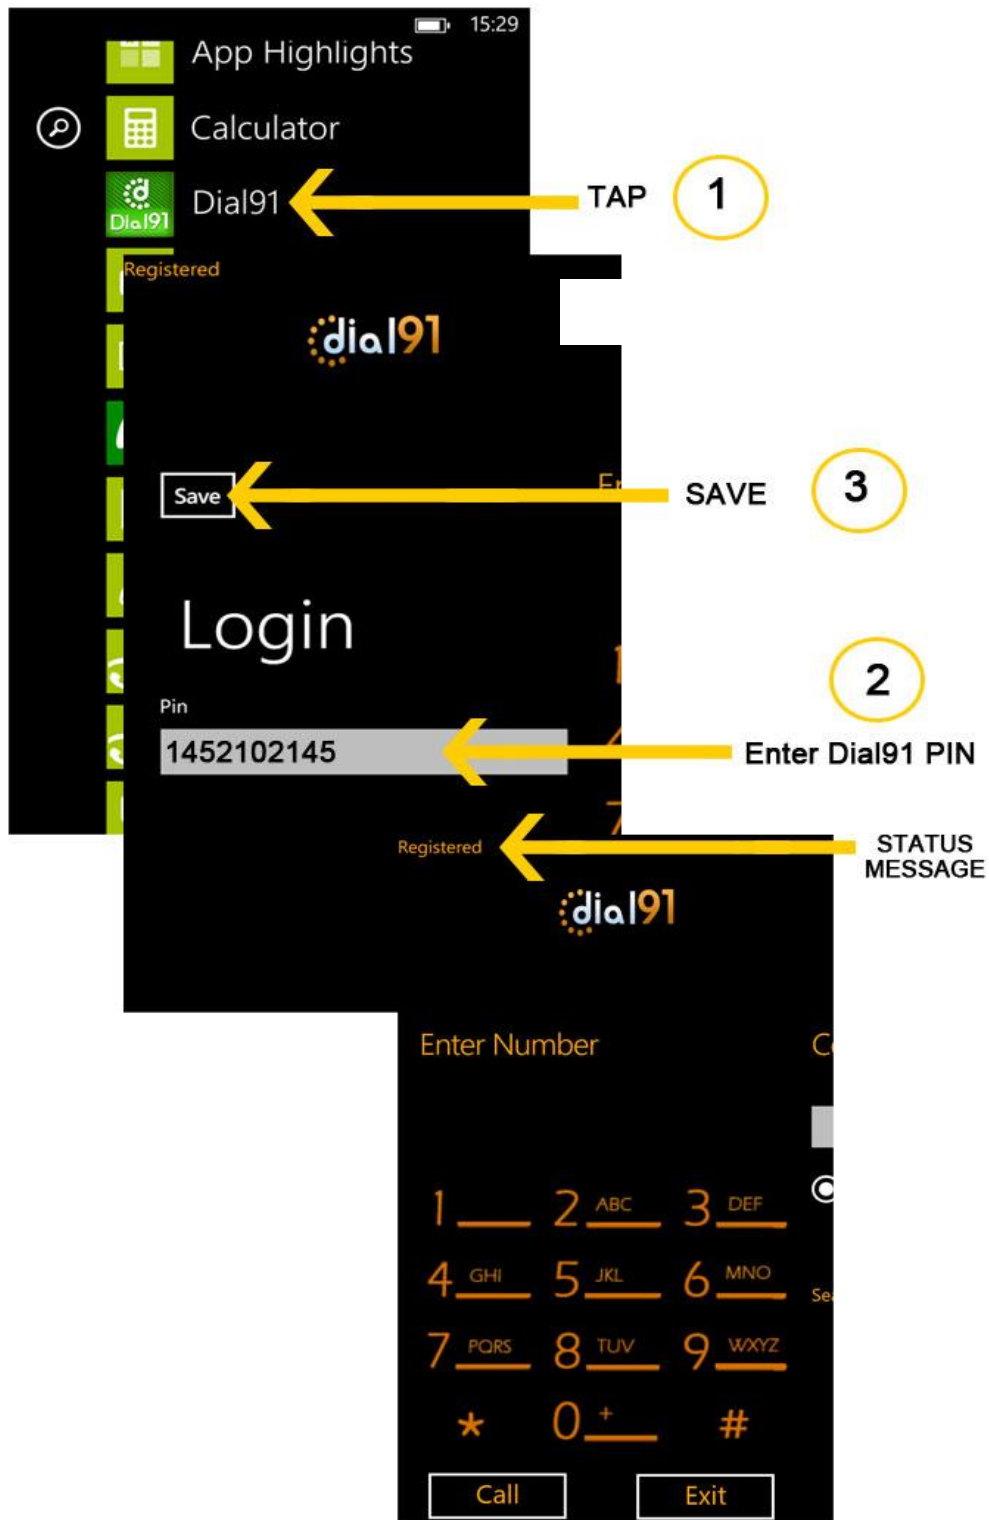 15:29
App Highlights
Calculator
Dial91
Dial91
TAP
1
Registered
dial91
Save
SAVE
3
Login
2
Pin
1452102145
Enter Dial91 PIN
Registered
STATUS
MESSAGE
dial91
Enter Number
1 2 ABC 3 DEF
4 GHI 5 JKL 6 MNO
7 PQRS 8 TUV 9 WXYZ
* 0 + #
Call Exit